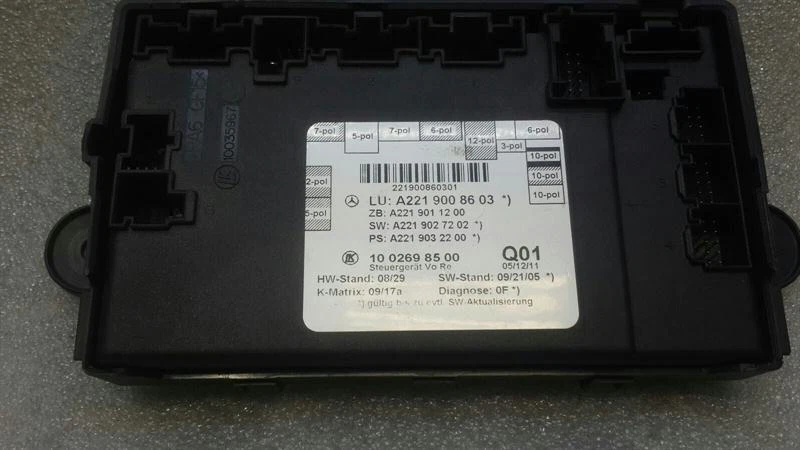 10035967
7-pol
5-pol
7-pol
6-pol
12-pol
7-pol
3-pol
6-pol
10-pol
10-pol
10-pol
2-pol
5-pol
221900860301
LU: A221 900 86 03 *)
ZB: A221 901 12 00
SW: A221 902 72 02 *)
PS: A221 903 22 00 *)
10 0269 85 00
Q01
Steuergerät Vo Re
05/12/11
HW-Stand: 08/29 SW-Stand: 09/21/05 *)
K-Matrix: 09/17a Diagnose: 0F *)
*) gültig bis zu evtl. SW-Aktualisierung